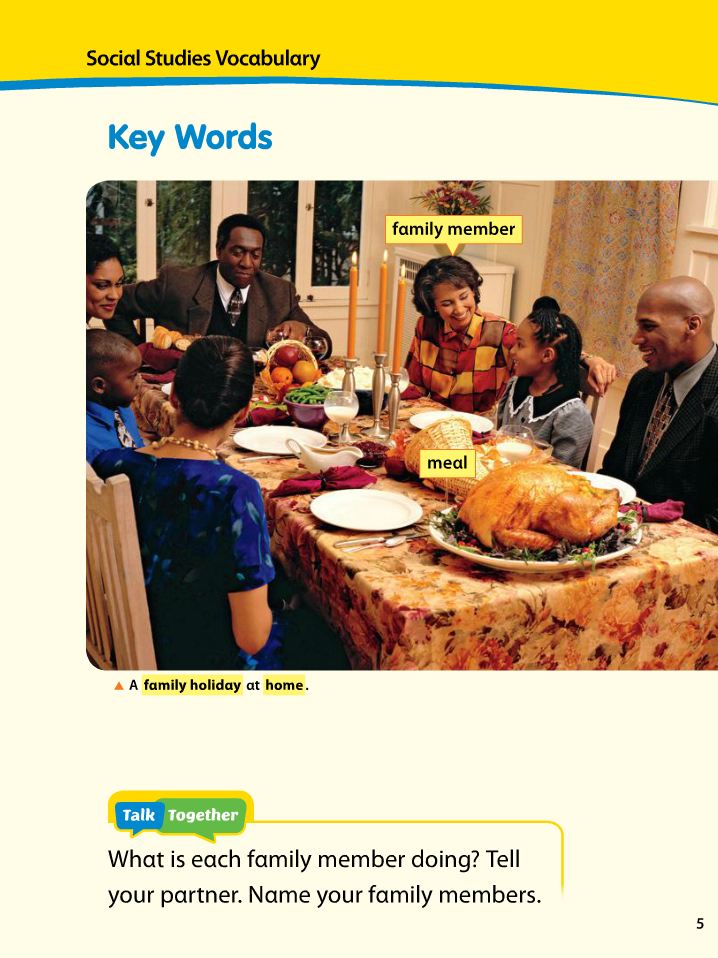 Social Studies Vocabulary
Key Words
family member
meal
▲ A family holiday at home.
Talk Together
What is each family member doing? Tell
your partner. Name your family members.
5